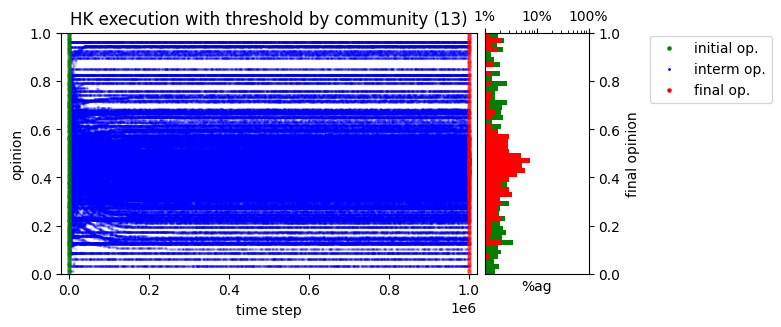 HK execution with threshold by community (13)
1% 10% 100%
initial op.
interm op.
final op.
opinion
1.0
0.8
0.6
0.4
0.2
0.0
0.0 0.2 0.4 0.6 0.8 1.0
1e6
time step
1.0
0.8
0.6
0.4
0.2
0.0
final opinion
%ag